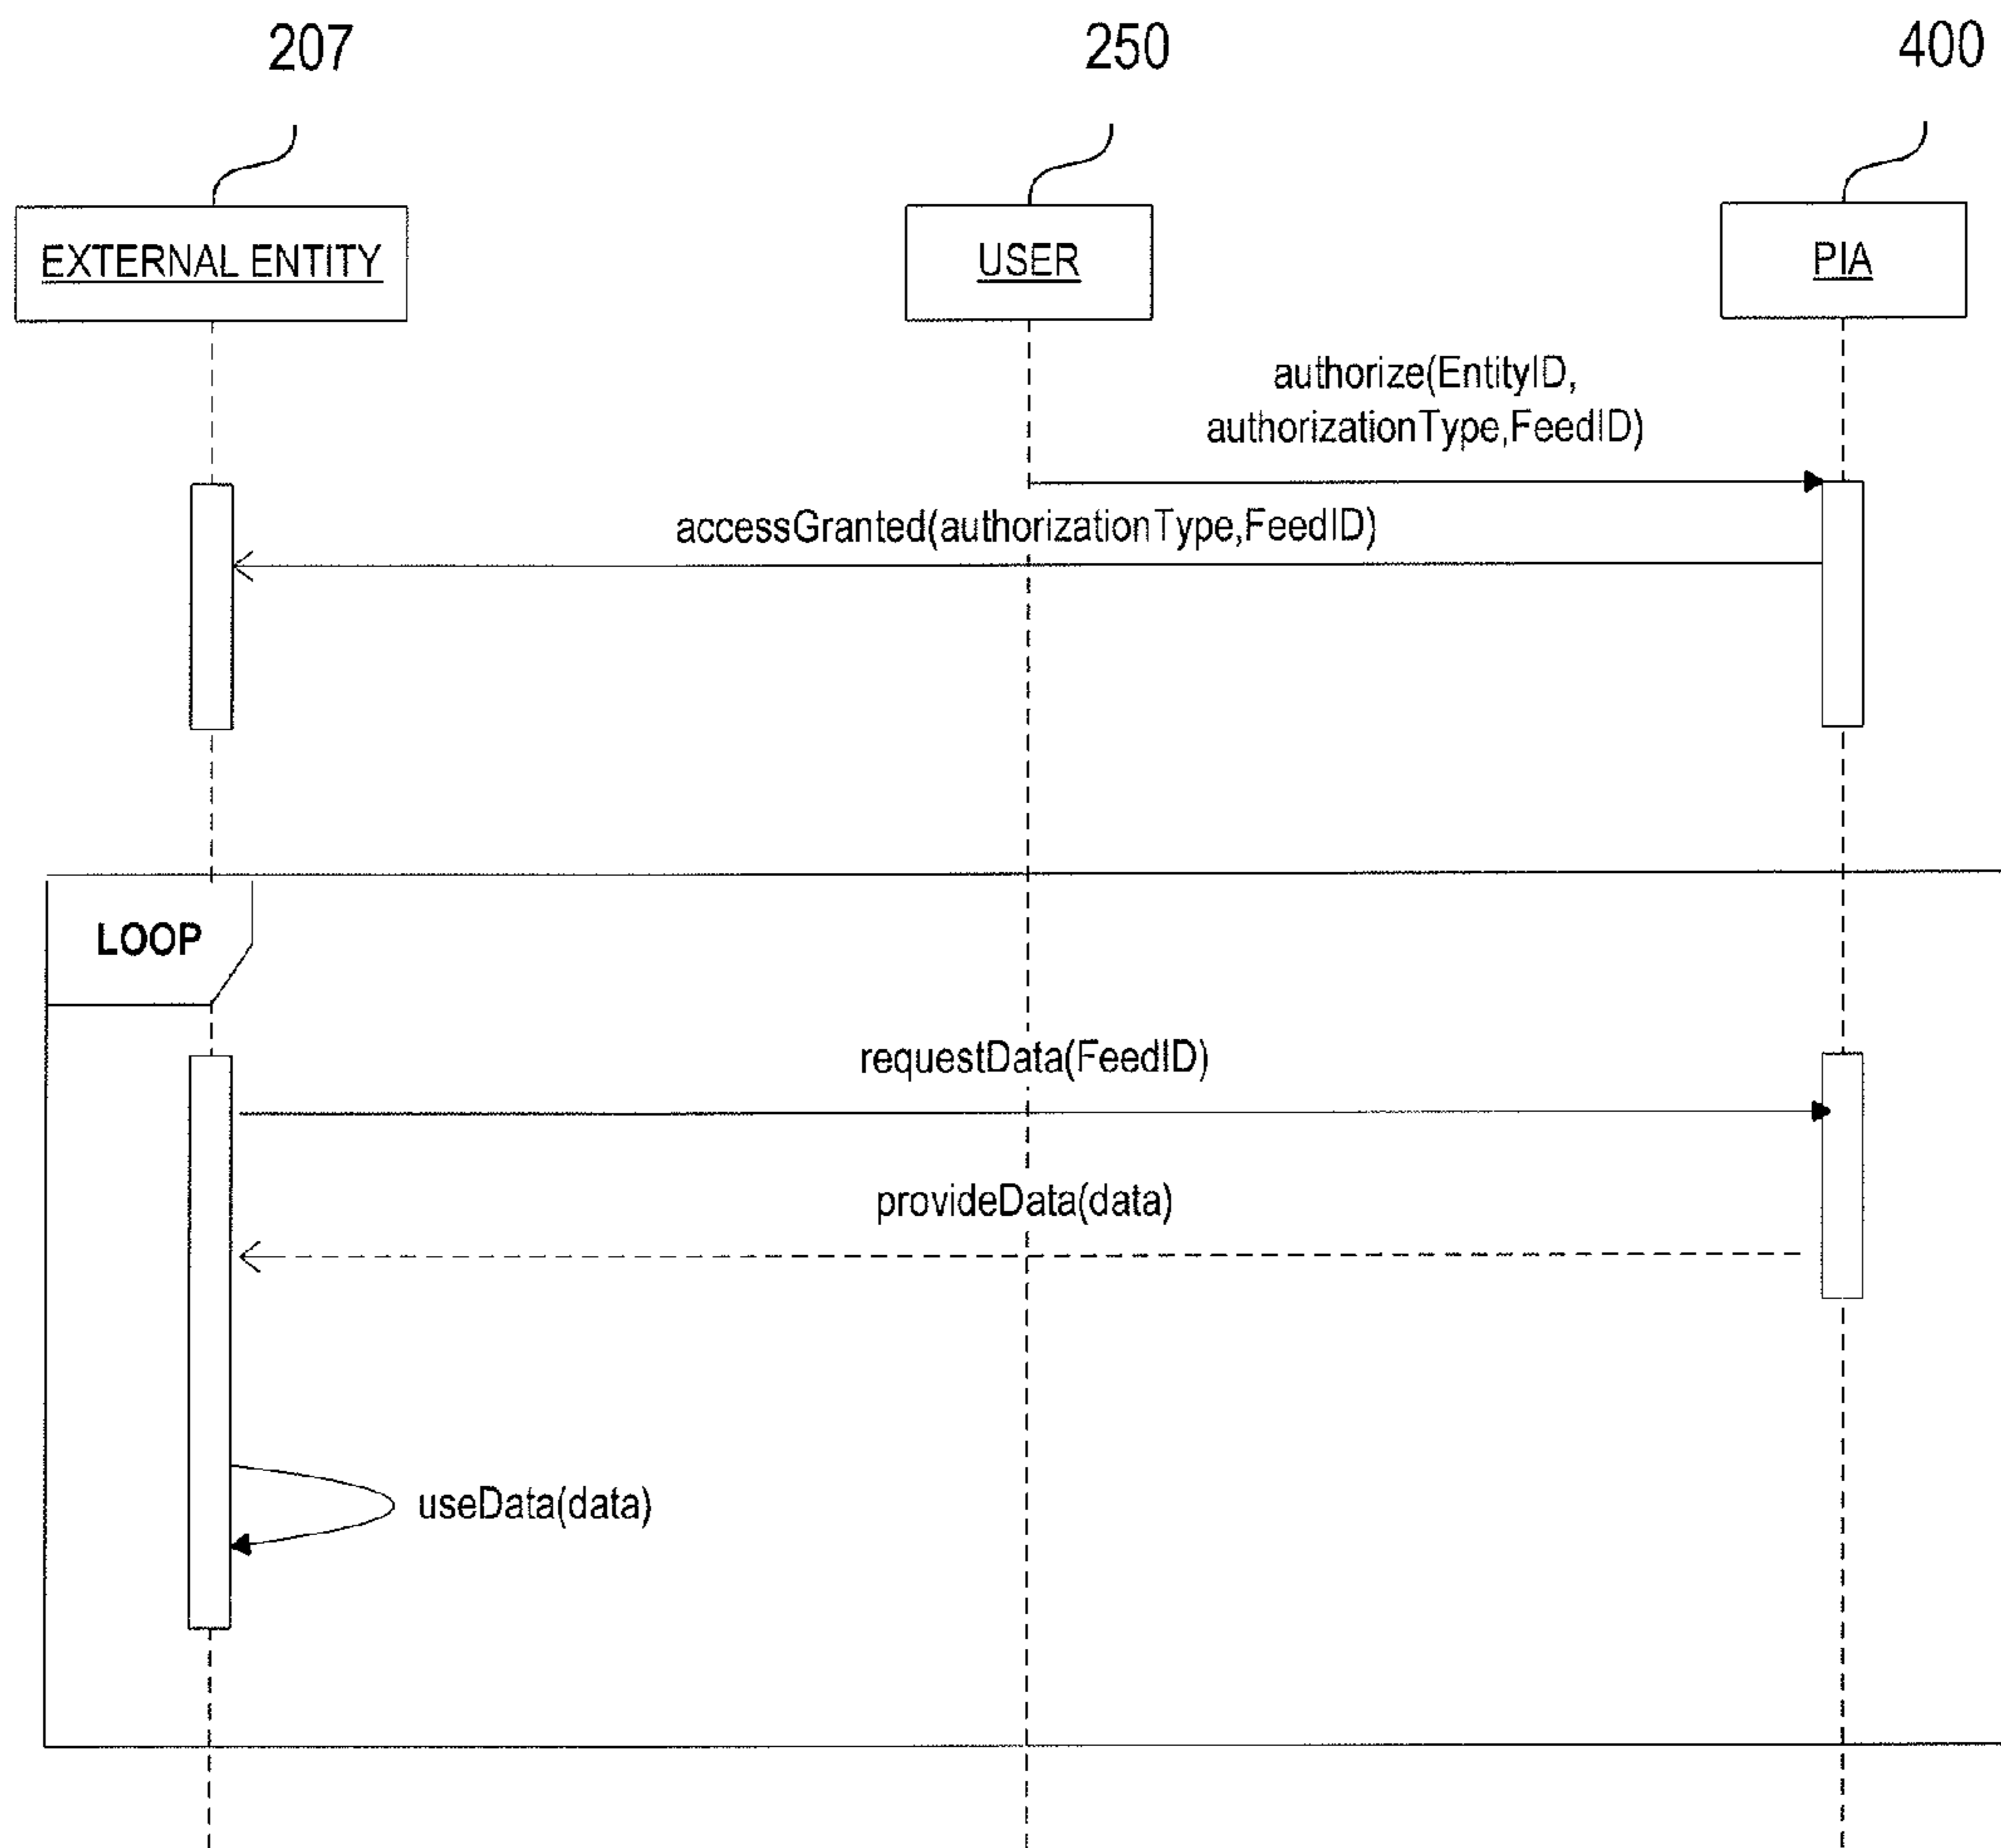 207
250
400
EXTERNAL ENTITY
USER
PIA
authorize(EntityID,
authorizationType,FeedID)
accessGranted(authorizationType,FeedID)
LOOP
requestData(FeedID)
provideData(data)
useData(data)